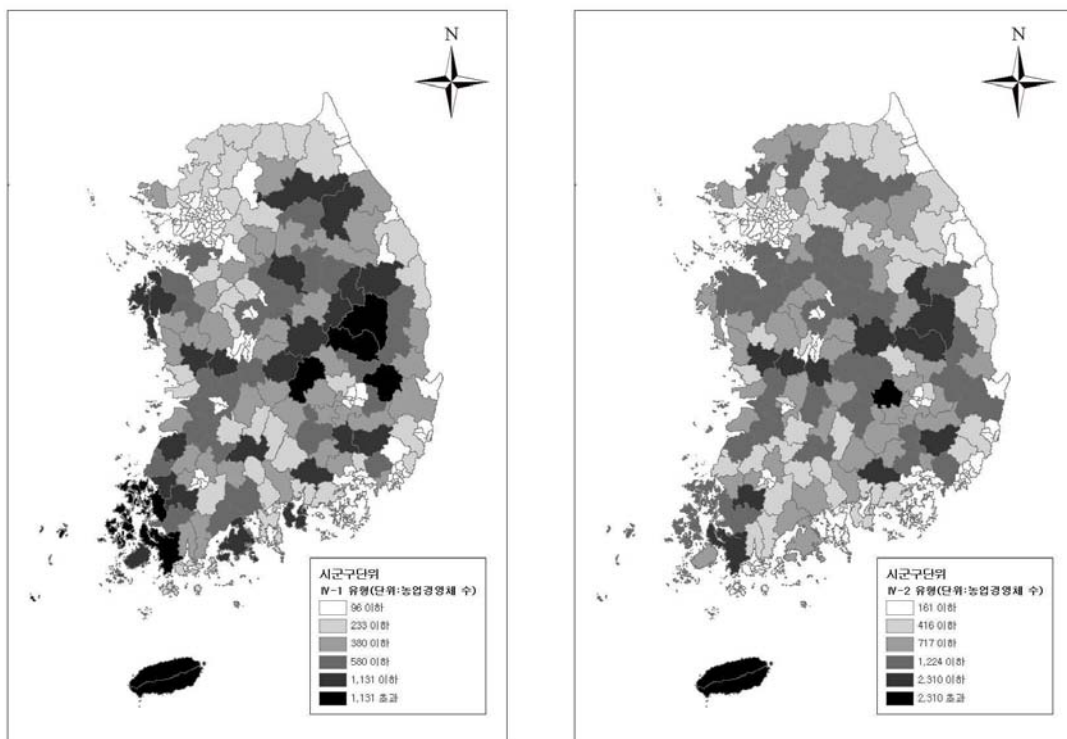 N
시군구단위
Ⅳ-1 유형(단위:농업경영체 수)
96 이하
233 이하
380 이하
580 이하
1,131 이하
1,131 초과
N
시군구단위
Ⅳ-2 유형(단위:농업경영체 수)
161 이하
416 이하
717 이하
1,224 이하
2,310 이하
2,310 초과